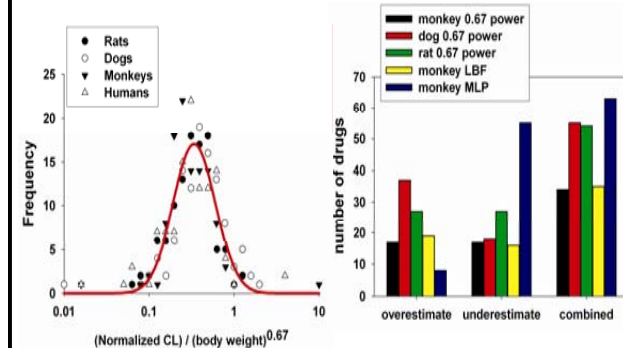 Rats
Dogs
Monkeys
Humans
Frequency
25
20
15
10
5
0
0.01
0.1
1
10
(Normalized CL) / (body weight)^0.67
monkey 0.67 power
dog 0.67 power
rat 0.67 power
monkey LBF
monkey MLP
number of drugs
70
60
50
40
30
20
10
0
overestimate
underestimate
combined